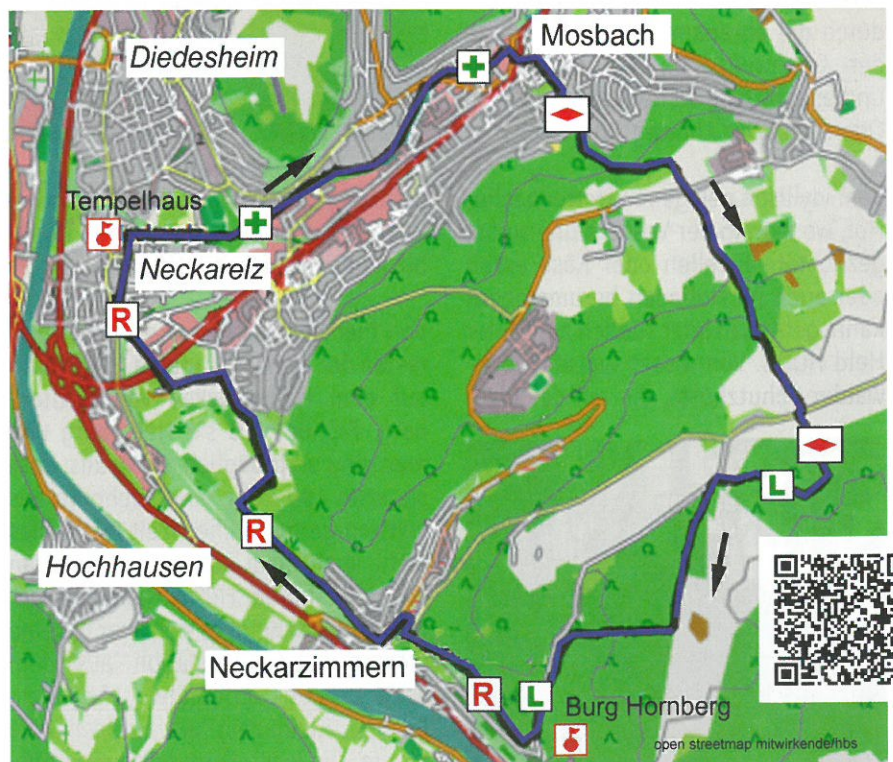 Diedesheim
Mosbach
Tempelhaus
Neckarelz
R
L
R
Hochhausen
Neckarzimmern
R
L
Burg Hornberg
open streetmap mitwirkende/hbs